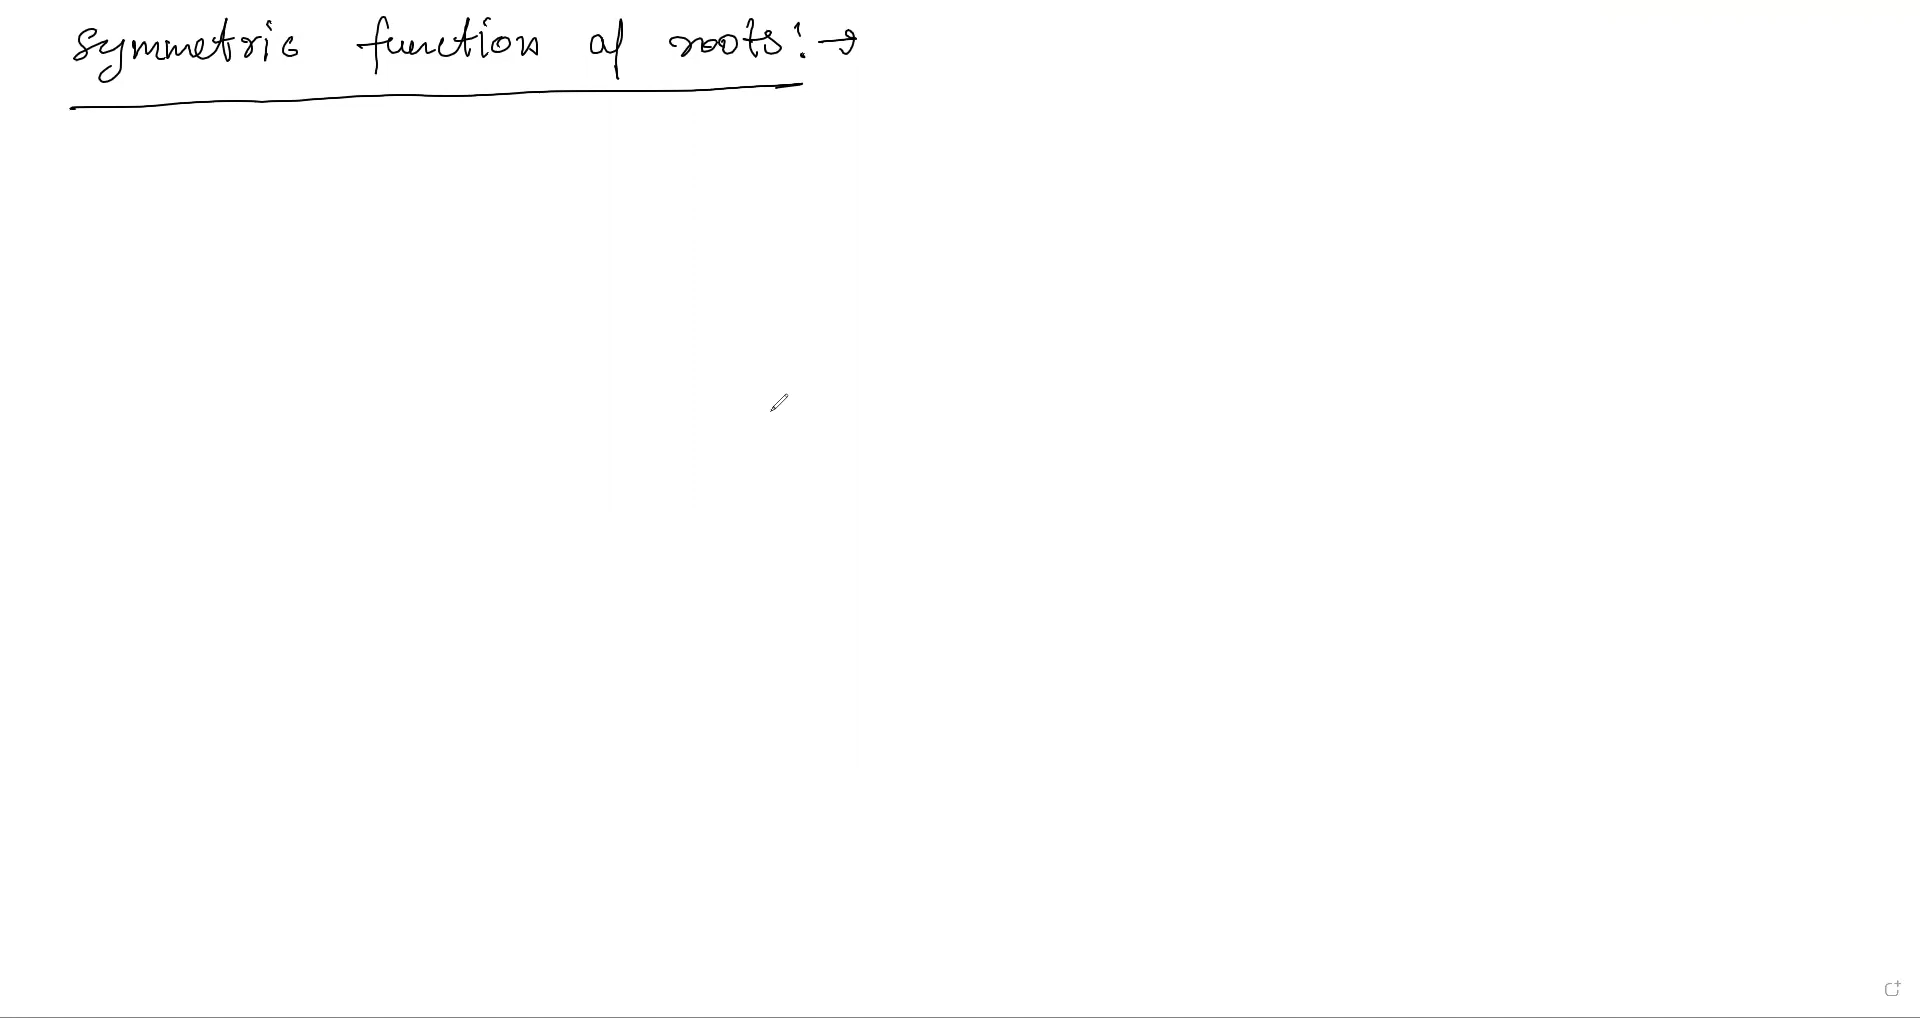 symmetric function of roots:→